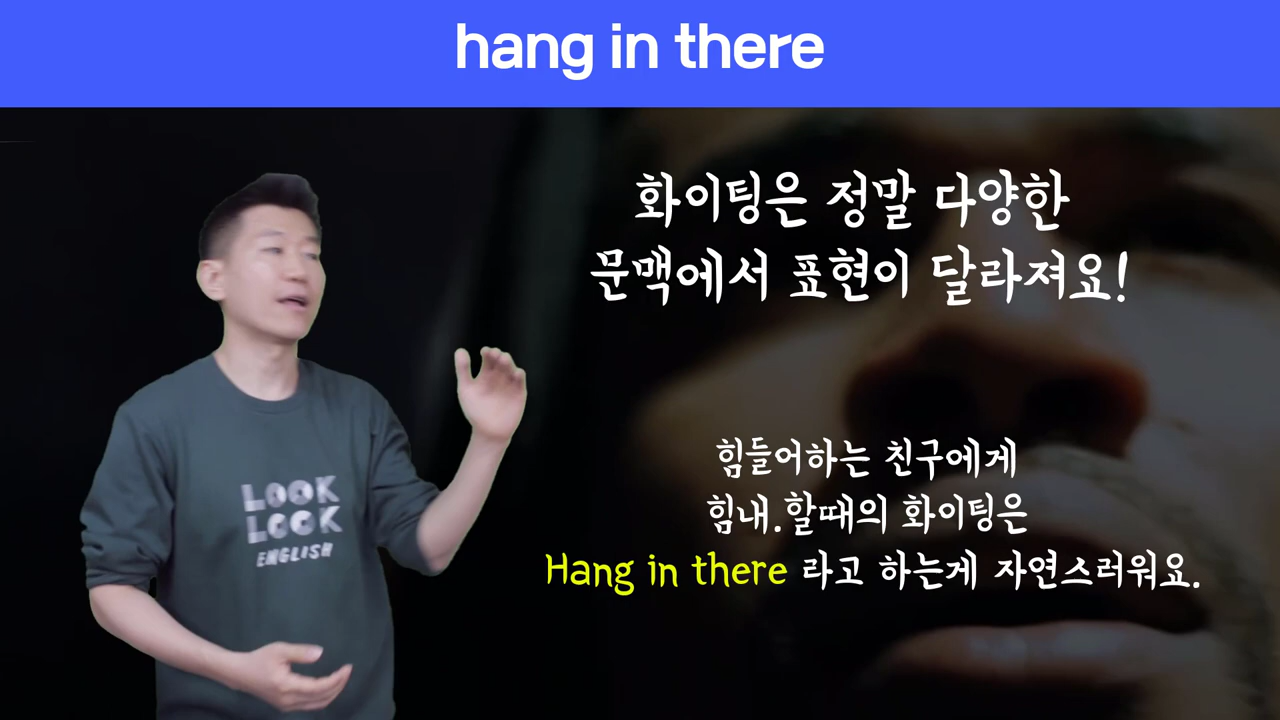 hang in there
화이팅은 정말 다양한
문맥에서 표현이 달라져요!
LOOK
LOOK
ENGLISH
힘들어하는 친구에게
힘내.할때의 화이팅은
Hang in there 라고 하는게 자연스러워요.